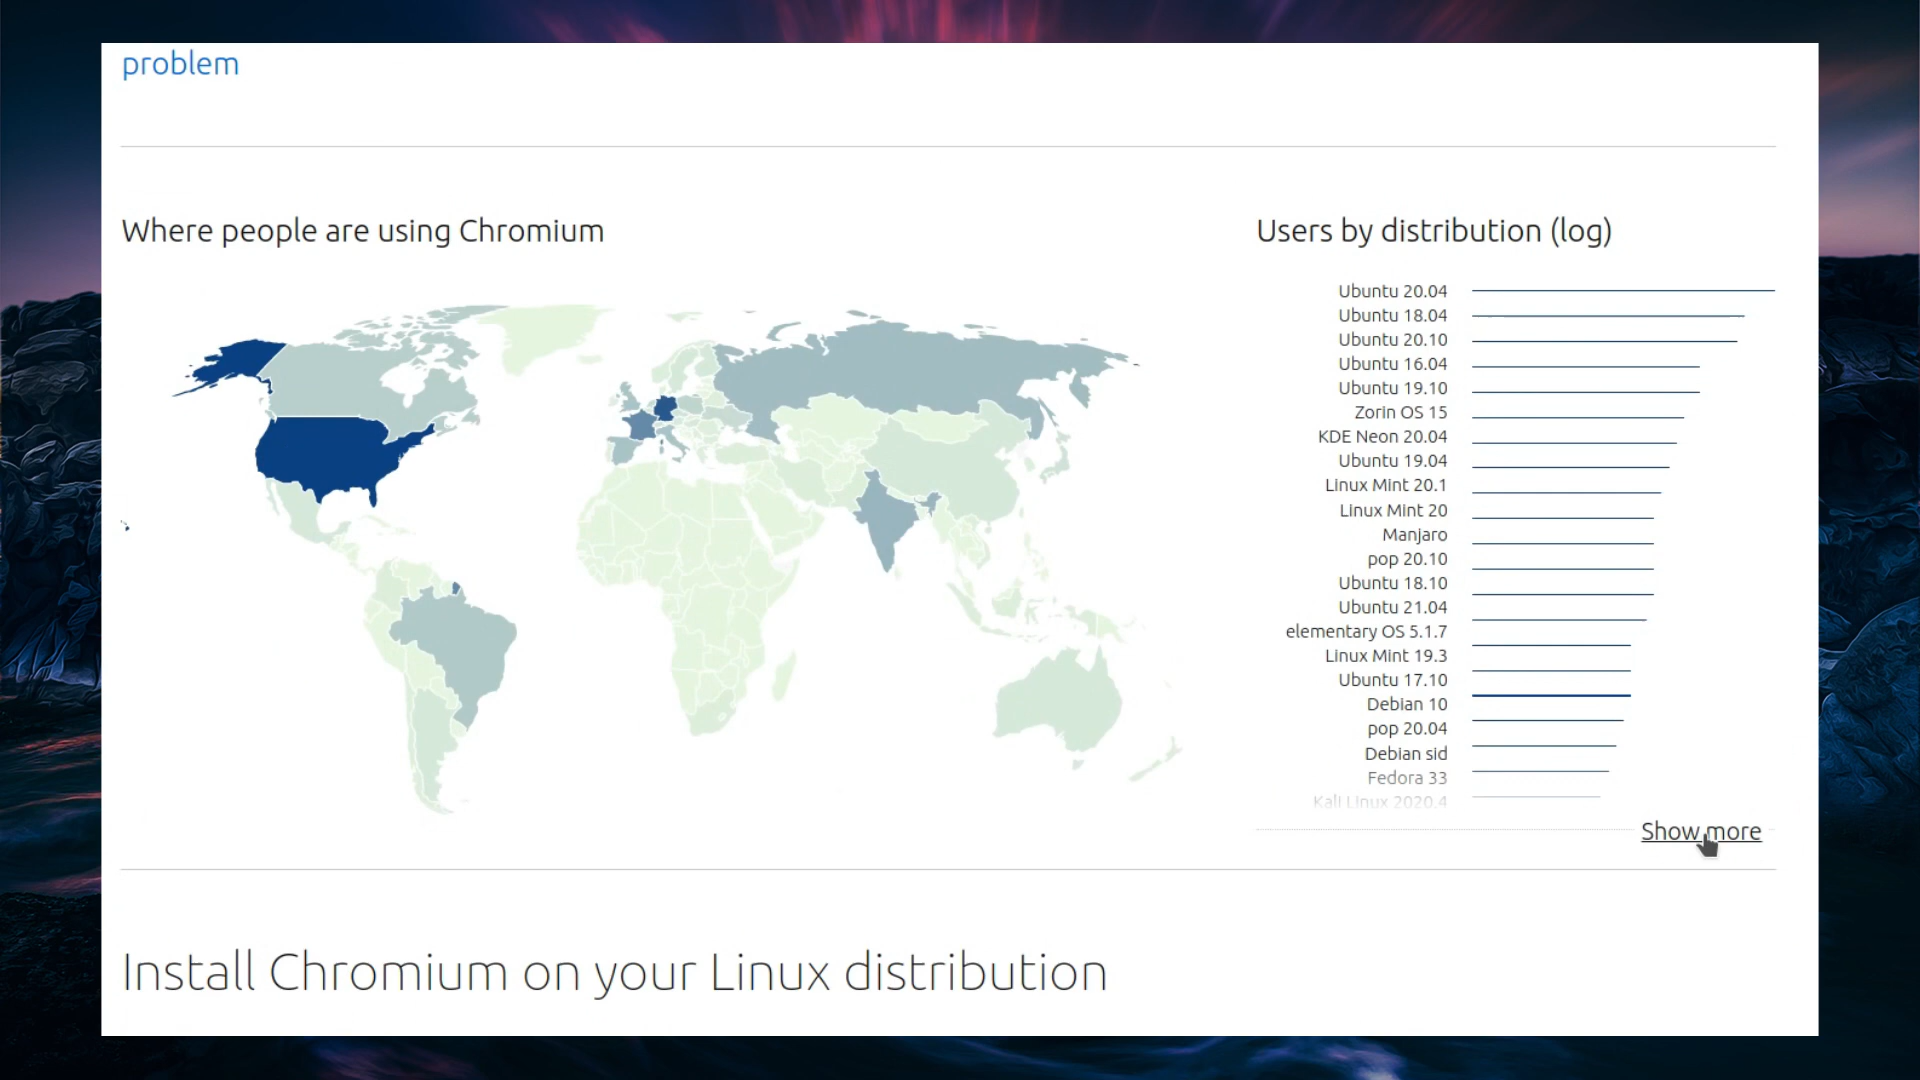 problem
Where people are using Chromium
Users by distribution (log)
Ubuntu 20.04
Ubuntu 18.04
Ubuntu 20.10
Ubuntu 16.04
Ubuntu 19.10
Zorin OS 15
KDE Neon 20.04
Ubuntu 19.04
Linux Mint 20.1
Linux Mint 20
Manjaro
pop 20.10
Ubuntu 18.10
Ubuntu 21.04
elementary OS 5.1.7
Linux Mint 19.3
Ubuntu 17.10
Debian 10
pop 20.04
Debian sid
Fedora 33
Kali Linux 2020.4
Show more
Install Chromium on your Linux distribution